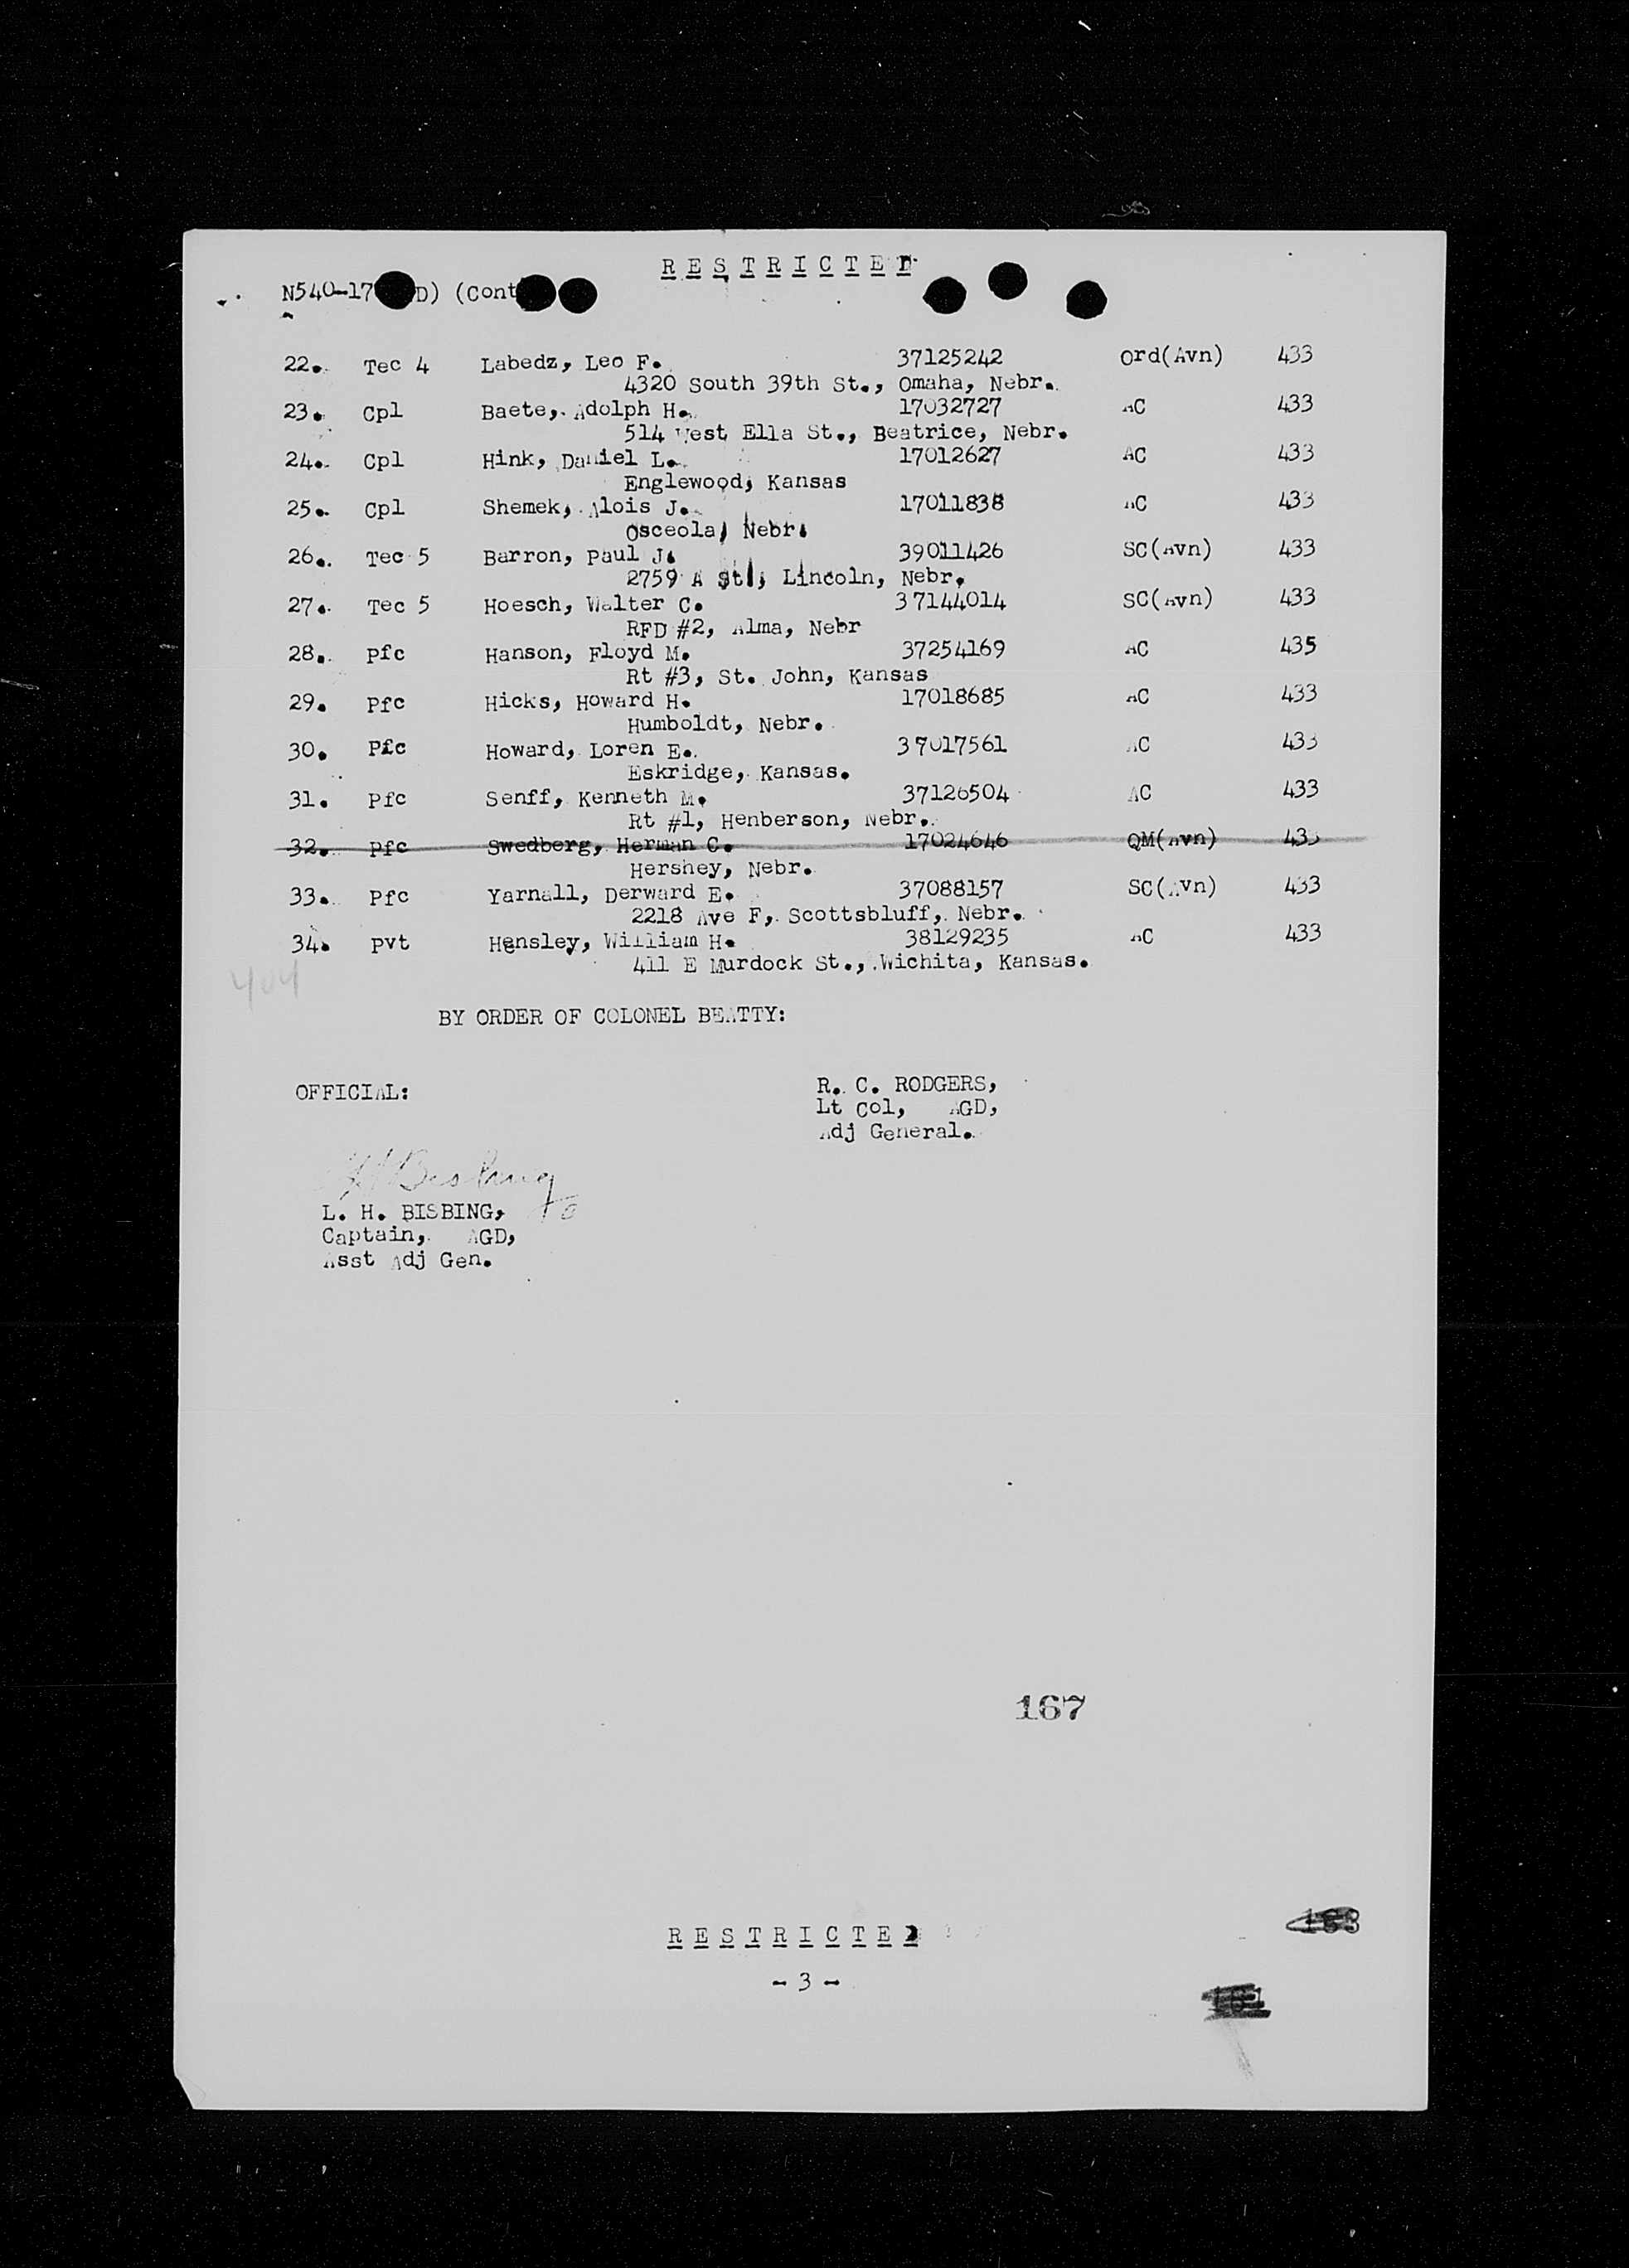 RESTRICTED
N540-17 D) (Cont
22. Tec 4 Labedz, Leo F. 37125242 Ord(Avn) 433
4320 South 39th St., Omaha, Nebr.
23. Cpl Baete, Adolph H. 17032727 AC 433
514 West Ella St., Beatrice, Nebr.
24. Cpl Hink, Daniel L. 17012627 AC 433
Englewood, Kansas
25. Cpl Shemek, Alois J. 17011838 AC 433
Osceola, Nebr.
26. Tec 5 Barron, Paul J. 39011426 SC(Avn) 433
2759 A St., Lincoln, Nebr.
27. Tec 5 Hoesch, Walter C. 37144014 SC(Avn) 433
RFD #2, Alma, Nebr
28. Pfc Hanson, Floyd M. 37254169 AC 435
Rt #3, St. John, Kansas
29. Pfc Hicks, Howard H. 17018685 AC 433
Humboldt, Nebr.
30. Pfc Howard, Loren E. 37017561 AC 433
Eskridge, Kansas.
31. Pfc Senff, Kenneth M. 37126504 AC 433
Rt #1, Henberson, Nebr.
32. Pfc Swedberg, Herman C. 17024646 QM(Avn) 433
Hershey, Nebr.
33. Pfc Yarnall, Derward E. 37088157 SC(Avn) 433
2218 Ave F, Scottsbluff, Nebr.
34. Pvt Hensley, William H. 38129235 AC 433
411 E Murdock St., Wichita, Kansas.
404
BY ORDER OF COLONEL BEATTY:
OFFICIAL:
R. C. RODGERS,
Lt Col, AGD,
Adj General.
L H Bisbing
L. H. BISBING,
Captain, AGD,
Asst Adj Gen.
167
RESTRICTED
- 3 -